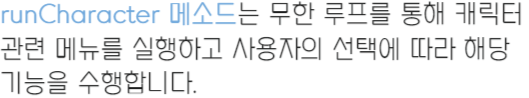 runCharacter 메소드는 무한 루프를 통해 캐릭터
관련 메뉴를 실행하고 사용자의 선택에 따라 해당
기능을 수행합니다.